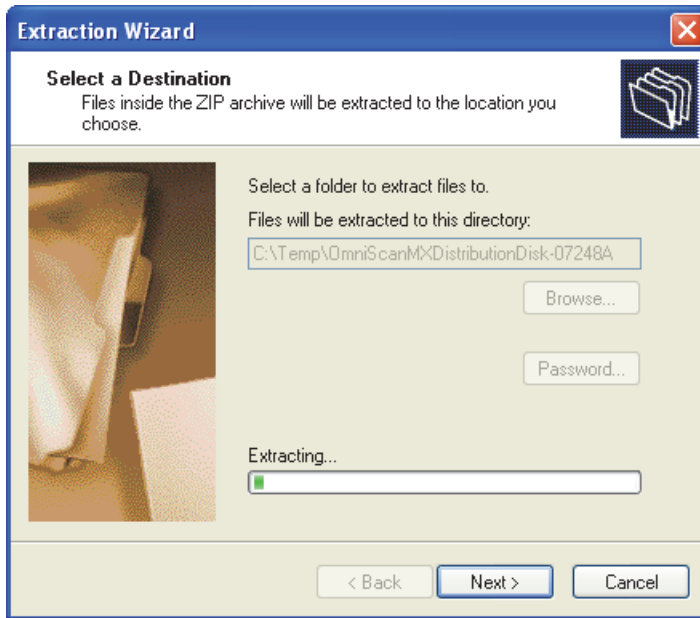 Extraction Wizard
Select a Destination
Files inside the ZIP archive will be extracted to the location you
choose.
Select a folder to extract files to.
Files will be extracted to this directory:
C:\Temp\OmniScanMXDistributionDisk-07248A
Browse...
Password...
Extracting...
< Back Next > Cancel